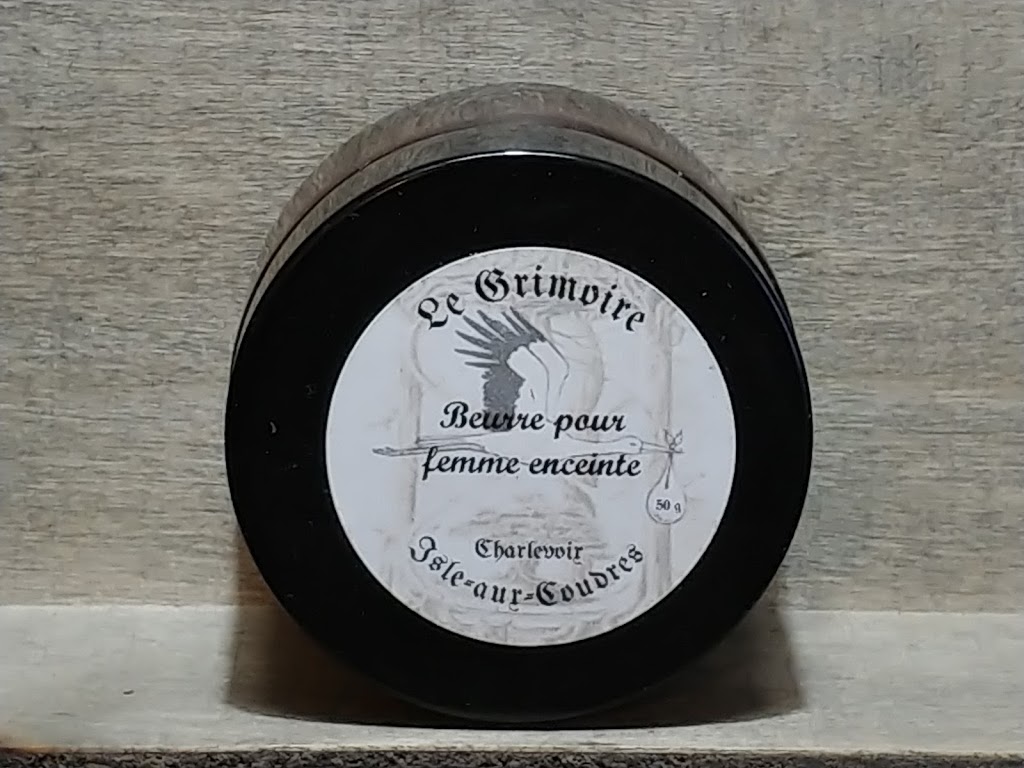 Le Grimoire
Beurre pour
femme enceinte
50 g
Charlevoix
Isle-aux-Coudres